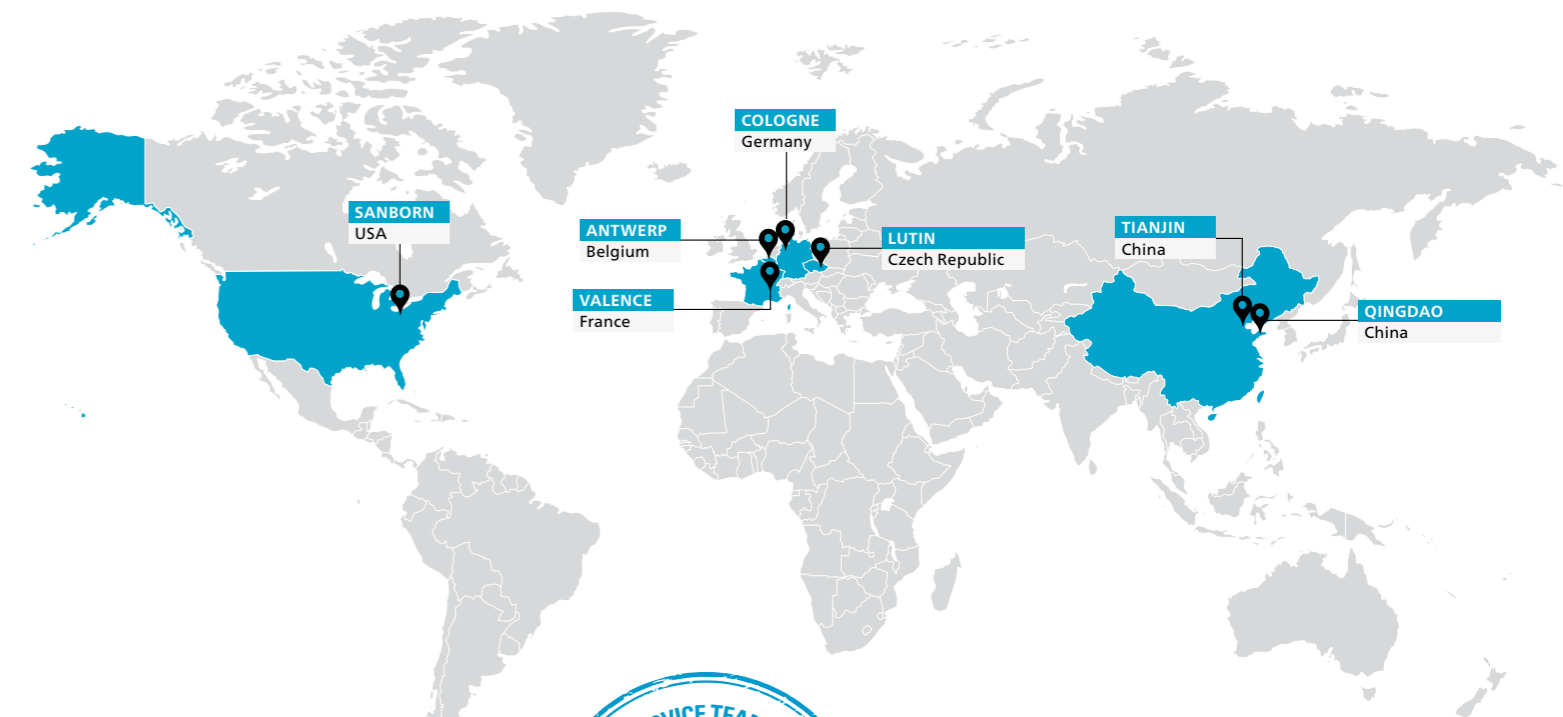 COLOGNE
Germany
SANBORN
USA
ANTWERP
Belgium
TIANJIN
China
LUTIN
Czech Republic
VALENCE
France
QINGDAO
China